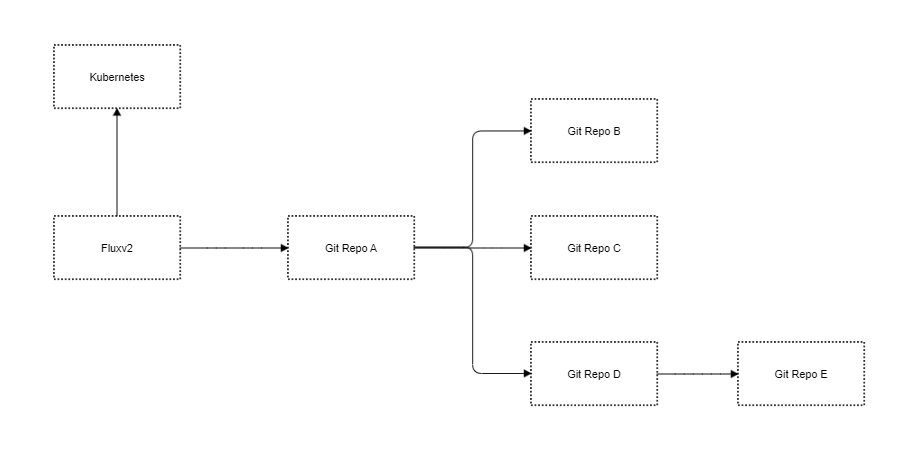 Kubernetes
Git Repo B
Fluxv2
Git Repo A
Git Repo C
Git Repo D
Git Repo E